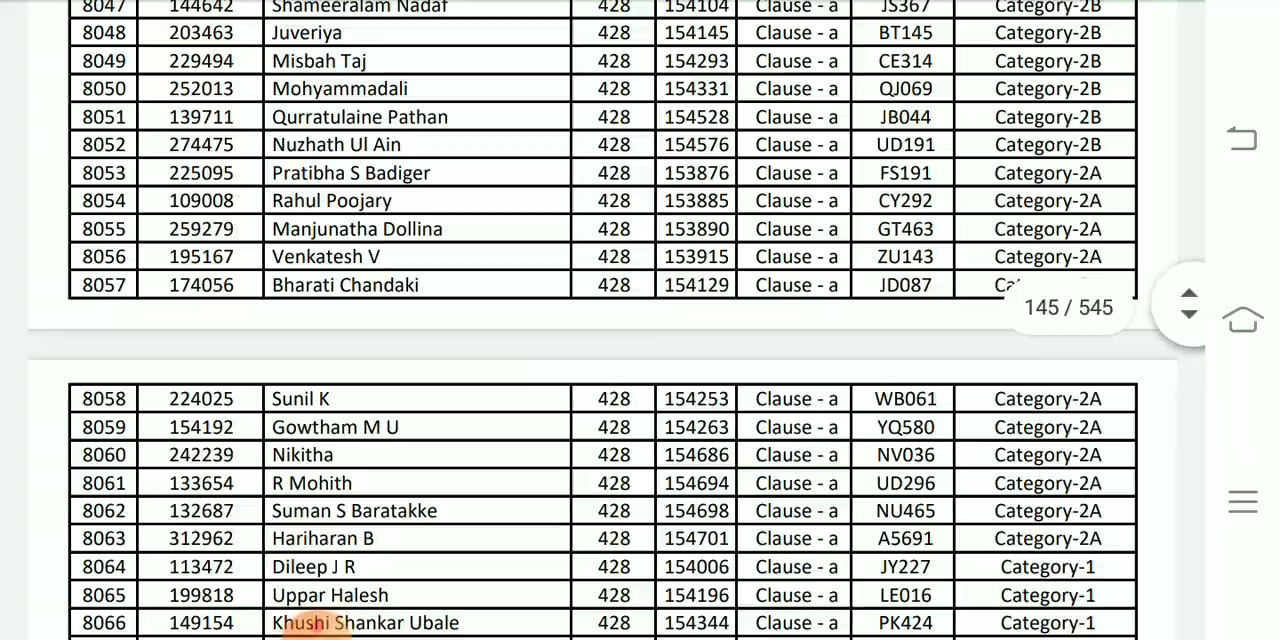 8047 144642 Shameeralam Nadaf 428 154104 Clause - a JS367 Category-2B
8048 203463 Juveriya 428 154145 Clause - a BT145 Category-2B
8049 229494 Misbah Taj 428 154293 Clause - a CE314 Category-2B
8050 252013 Mohyammadali 428 154331 Clause - a QJ069 Category-2B
8051 139711 Qurratulaine Pathan 428 154528 Clause - a JB044 Category-2B
8052 274475 Nuzhath Ul Ain 428 154576 Clause - a UD191 Category-2B
8053 225095 Pratibha S Badiger 428 153876 Clause - a FS191 Category-2A
8054 109008 Rahul Poojary 428 153885 Clause - a CY292 Category-2A
8055 259279 Manjunatha Dollina 428 153890 Clause - a GT463 Category-2A
8056 195167 Venkatesh V 428 153915 Clause - a ZU143 Category-2A
8057 174056 Bharati Chandaki 428 154129 Clause - a JD087
145 / 545
8058 224025 Sunil K 428 154253 Clause - a WB061 Category-2A
8059 154192 Gowtham M U 428 154263 Clause - a YQ580 Category-2A
8060 242239 Nikitha 428 154686 Clause - a NV036 Category-2A
8061 133654 R Mohith 428 154694 Clause - a UD296 Category-2A
8062 132687 Suman S Baratakke 428 154698 Clause - a NU465 Category-2A
8063 312962 Hariharan B 428 154701 Clause - a A5691 Category-2A
8064 113472 Dileep J R 428 154006 Clause - a JY227 Category-1
8065 199818 Uppar Halesh 428 154196 Clause - a LE016 Category-1
8066 149154 Khushi Shankar Ubale 428 154344 Clause - a PK424 Category-1